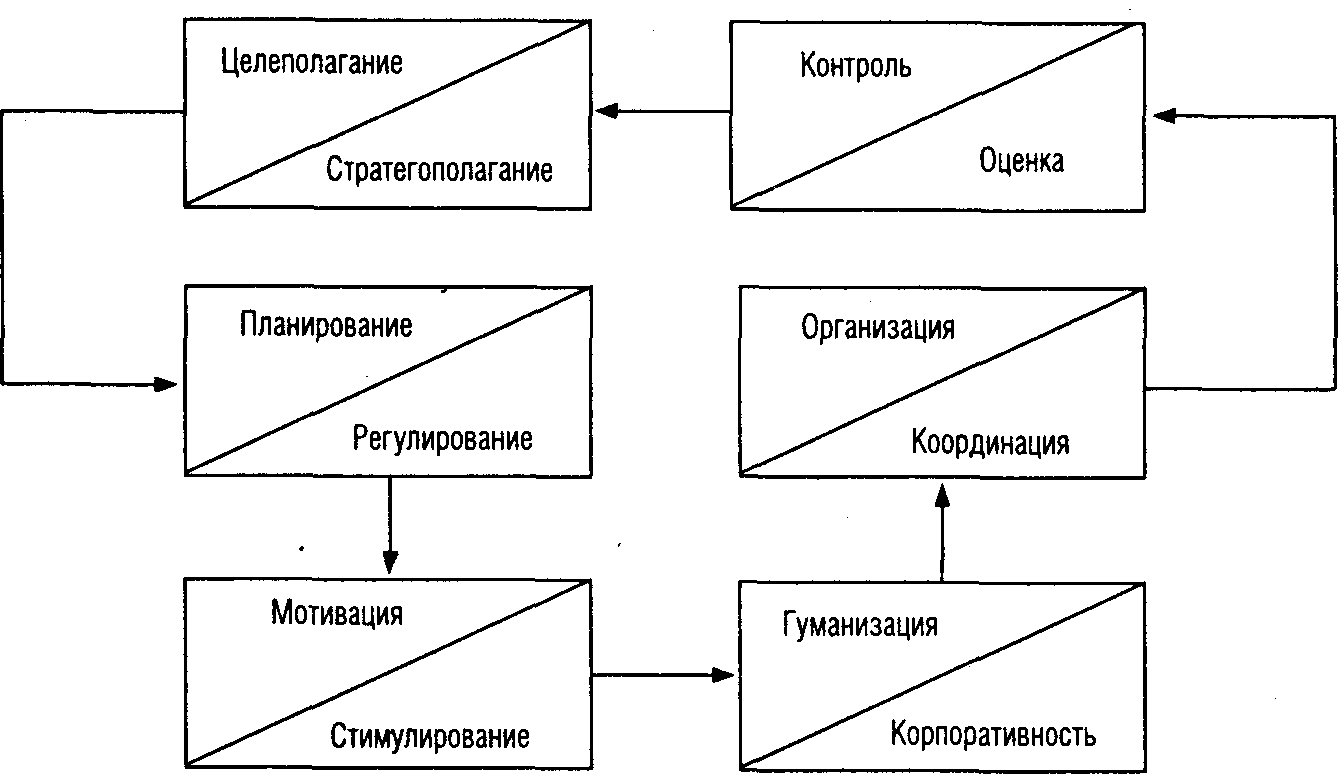 Целеполагание
Стратегополагание
Контроль
Оценка
Планирование
Регулирование
Организация
Координация
Мотивация
Стимулирование
Гуманизация
Корпоративность